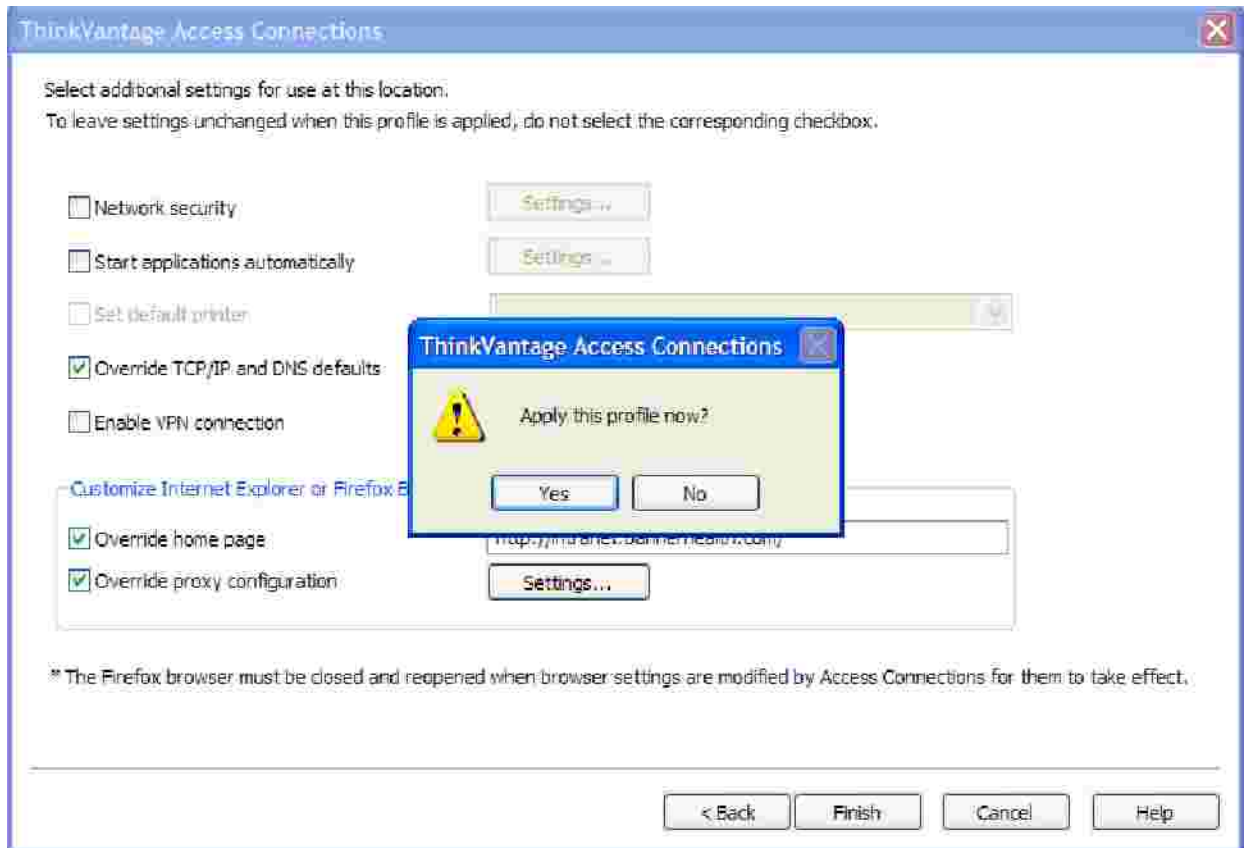 ThinkVantage Access Connections
Select additional settings for use at this location.
To leave settings unchanged when this profile is applied, do not select the corresponding checkbox.
Network security
Settings...
Start applications automatically
Settings...
Set default printer
ThinkVantage Access Connections
Override TCP/IP and DNS defaults
Apply this profile now?
Enable VPN connection
Yes No
Customize Internet Explorer or Firefox B
Override home page
http://intranet.bannerhealth.com/
Override proxy configuration
Settings...
* The Firefox browser must be closed and reopened when browser settings are modified by Access Connections for them to take effect.
< Back Finish Cancel Help